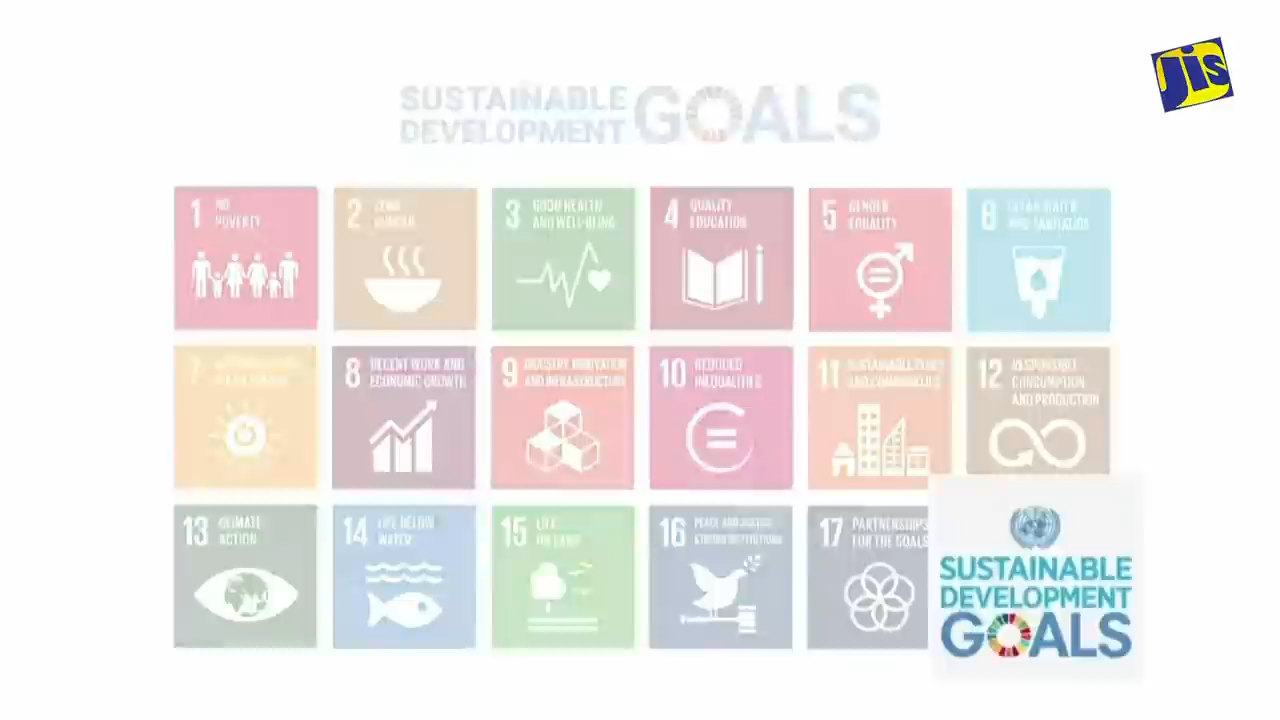 jis
SUSTAINABLE
DEVELOPMENT
GOALS
1 NO
POVERTY
2 ZERO
HUNGER
3 GOOD HEALTH
AND WELL-BEING
4 QUALITY
EDUCATION
5 GENDER
EQUALITY
6 CLEAN WATER
AND SANITATION
7
8 DECENT WORK AND
ECONOMIC GROWTH
9 INDUSTRY, INNOVATION
AND INFRASTRUCTURE
10 REDUCED
INEQUALITIES
11 SUSTAINABLE CITIES
AND COMMUNITIES
12 RESPONSIBLE
CONSUMPTION
AND PRODUCTION
13 CLIMATE
ACTION
14 LIFE BELOW
WATER
15 LIFE
ON LAND
16 PEACE AND JUSTICE
STRONG INSTITUTIONS
17 PARTNERSHIPS
FOR THE GOALS
SUSTAINABLE
DEVELOPMENT
GOALS